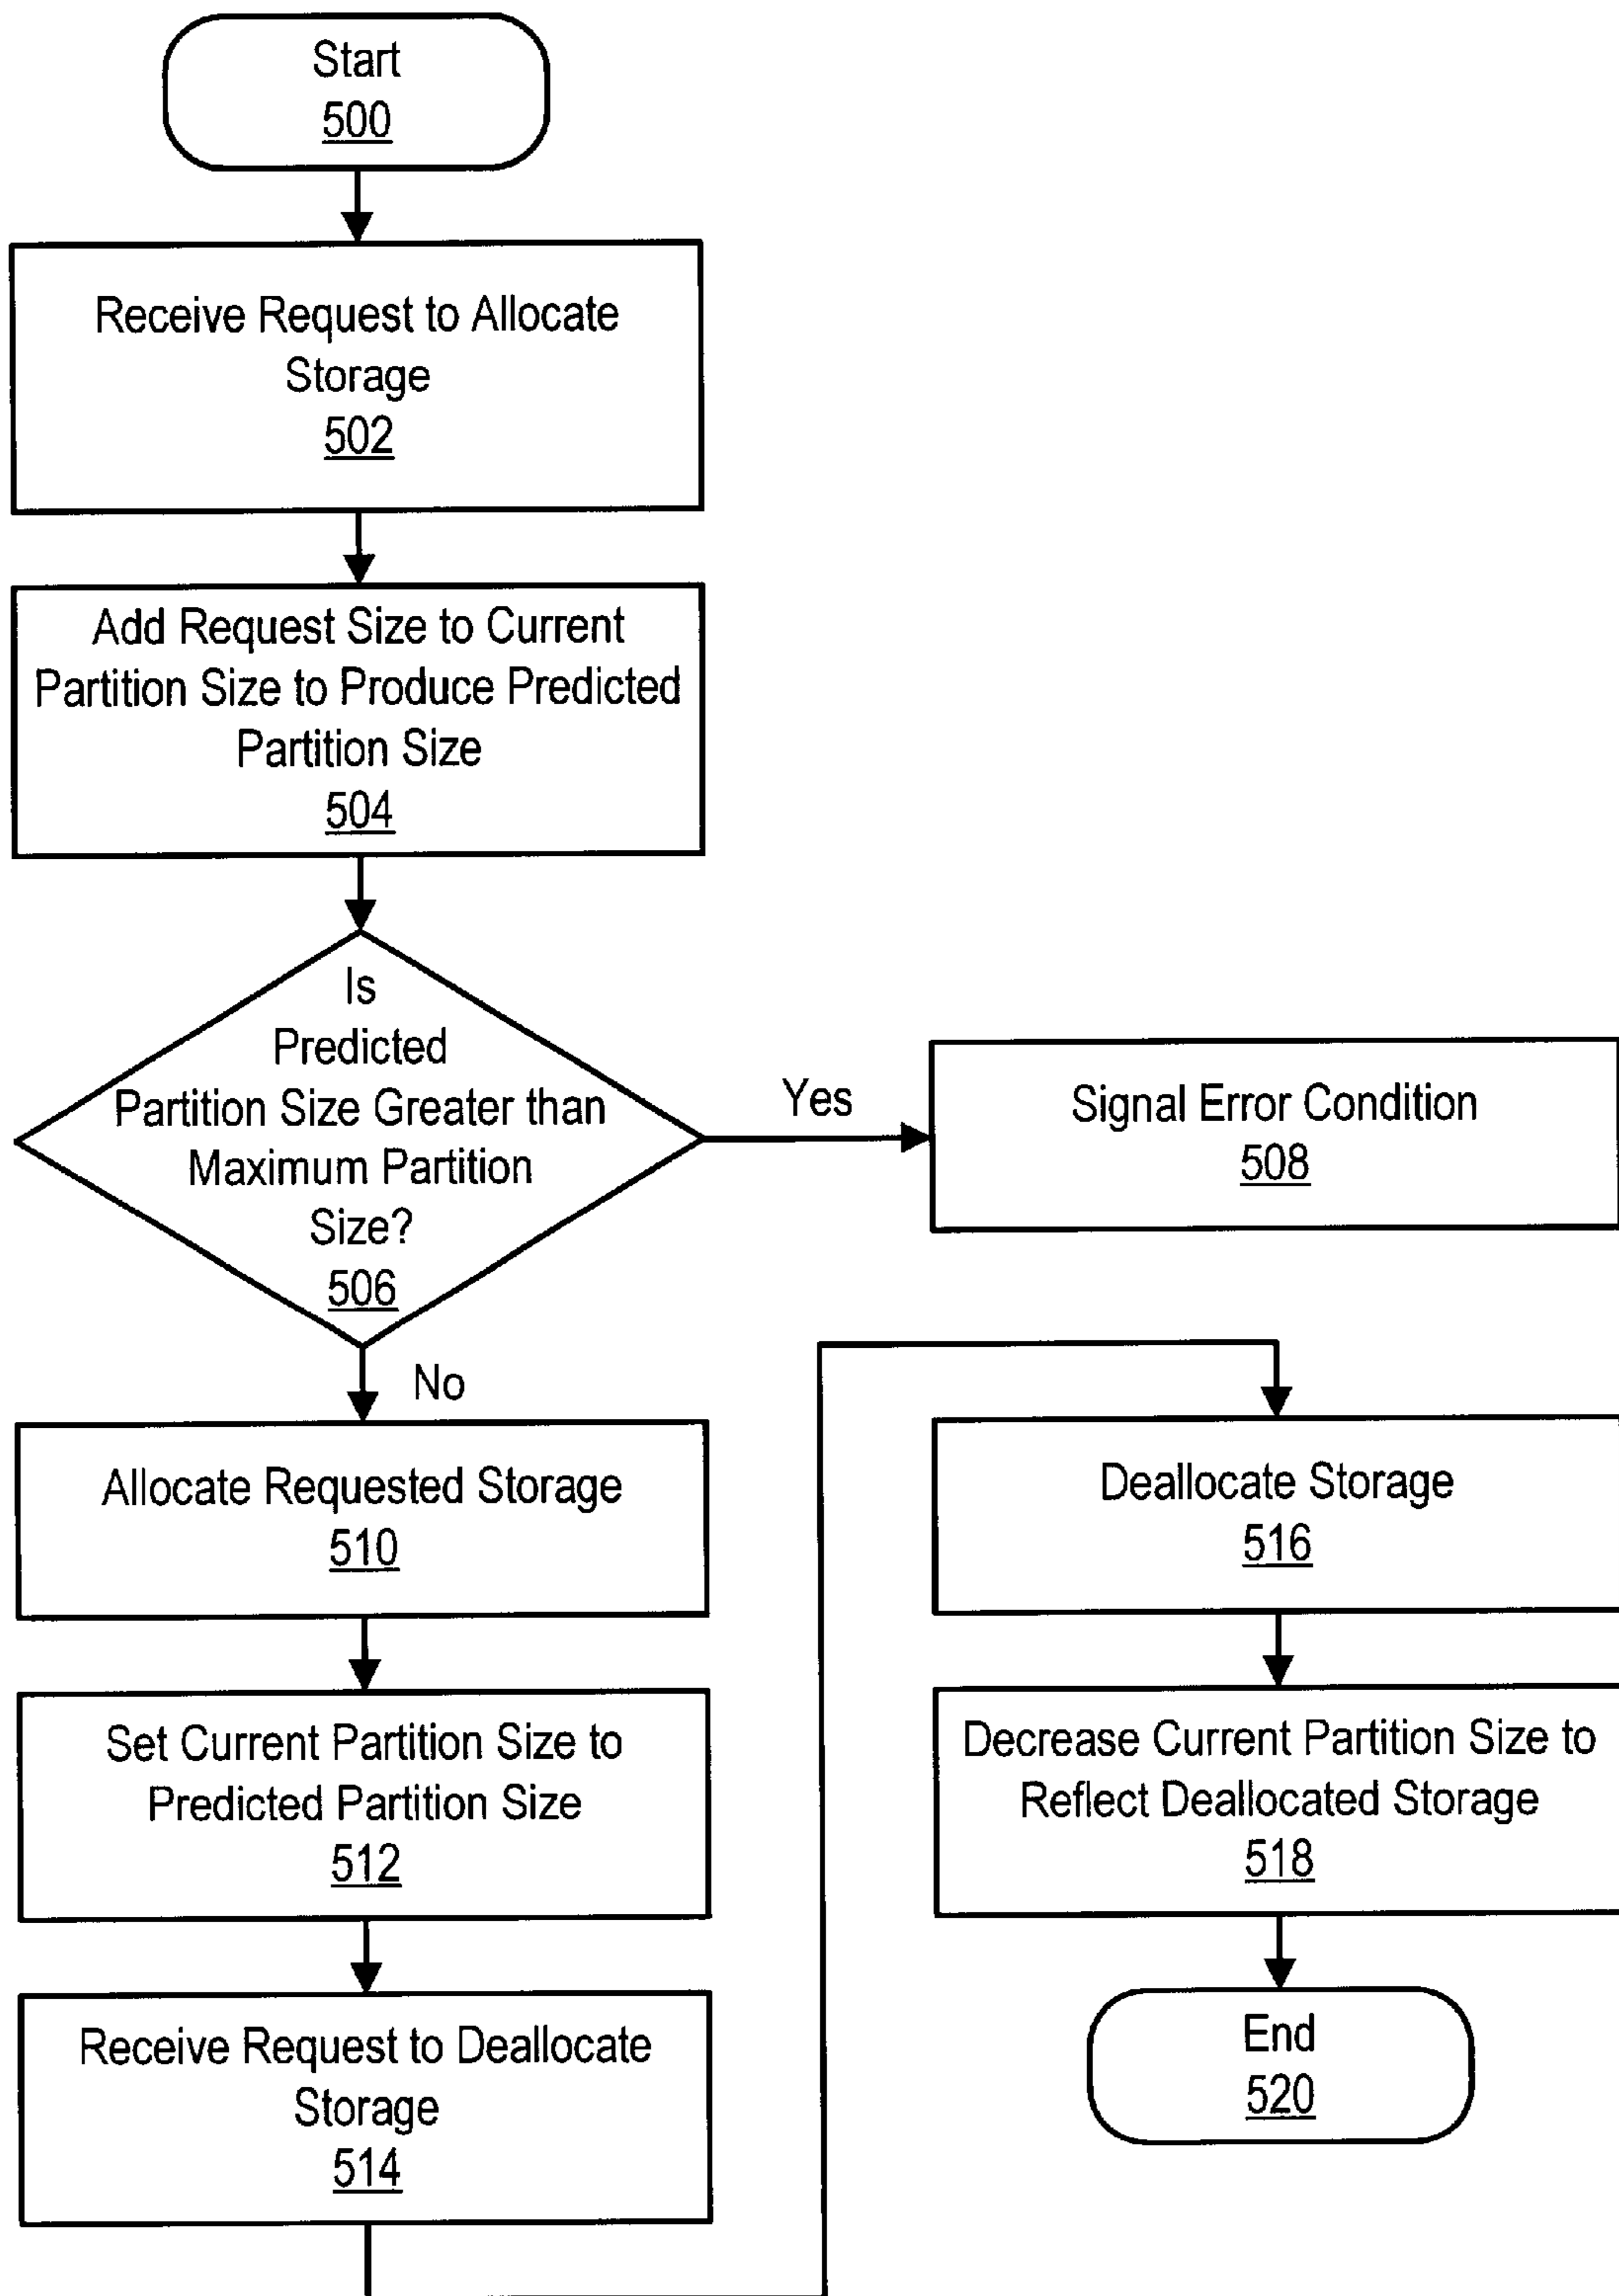 Start
500
Receive Request to Allocate
Storage
502
Add Request Size to Current
Partition Size to Produce Predicted
Partition Size
504
Is
Predicted
Partition Size Greater than
Maximum Partition
Size?
506
Yes
Signal Error Condition
508
No
Allocate Requested Storage
510
Set Current Partition Size to
Predicted Partition Size
512
Receive Request to Deallocate
Storage
514
Deallocate Storage
516
Decrease Current Partition Size to
Reflect Deallocated Storage
518
End
520